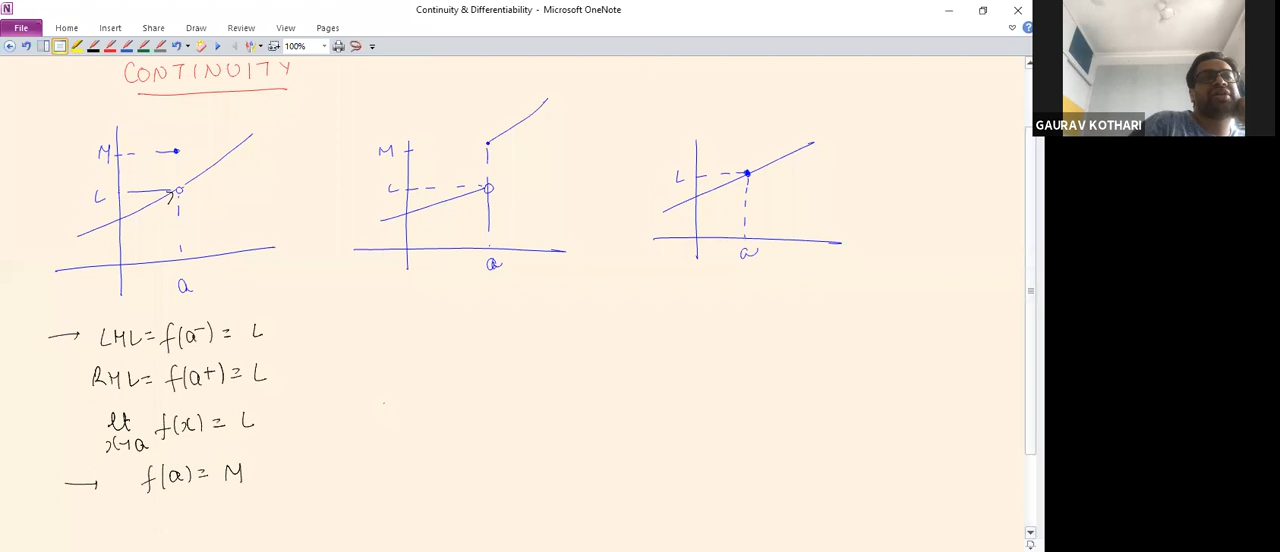 Continuity & Differentiability - Microsoft OneNote
File Home Insert Share Draw Review View Pages
100%
GAURAV KOTHARI
CONTINUITY
M
L
a
M
L
a
L
a
LHL = f(a⁻) = L
RHL = f(a+) = L
lt f(x) = L
x→a
f(a) = M